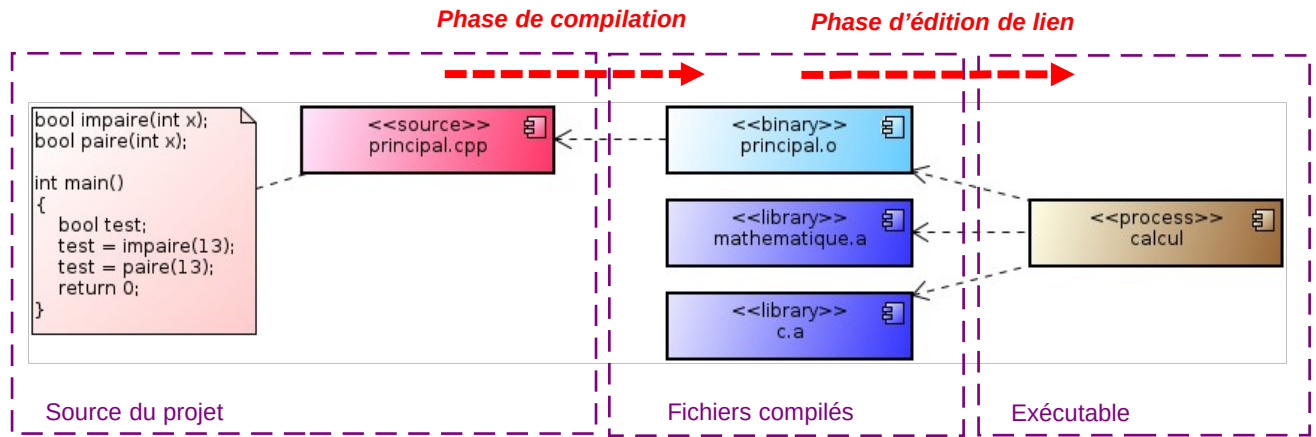 Phase de compilation
Phase d’édition de lien
bool impaire(int x);
bool paire(int x);
int main()
{
bool test;
test = impaire(13);
test = paire(13);
return 0;
}
<<source>>
principal.cpp
<<binary>>
principal.o
<<library>>
mathematique.a
<<library>>
c.a
<<process>>
calcul
Source du projet
Fichiers compilés
Exécutable